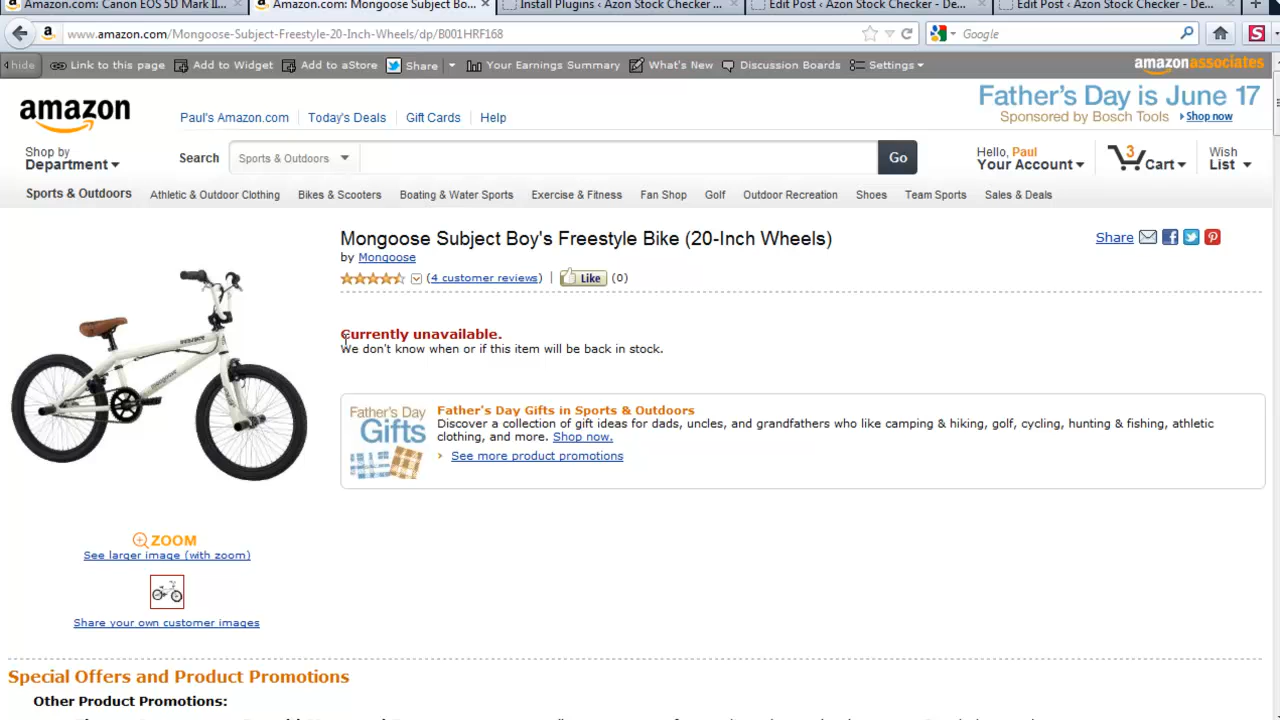 Amazon.com: Canon EOS 5D Mark II...
Amazon.com: Mongoose Subject Bo...
Install Plugins ‹ Azon Stock Checker ...
Edit Post ‹ Azon Stock Checker - De...
Edit Post ‹ Azon Stock Checker - De...
www.amazon.com/Mongoose-Subject-Freestyle-20-Inch-Wheels/dp/B001HRF168
Google
hide
Link to this page
Add to Widget
Add to aStore
Share
Your Earnings Summary
What's New
Discussion Boards
Settings
amazonassociates
amazon
Paul's Amazon.com
Today's Deals
Gift Cards
Help
Father's Day is June 17
Sponsored by Bosch Tools
Shop now
Shop by
Department
Search
Sports & Outdoors
Go
Hello, Paul
Your Account
3
Cart
Wish
List
Sports & Outdoors
Athletic & Outdoor Clothing
Bikes & Scooters
Boating & Water Sports
Exercise & Fitness
Fan Shop
Golf
Outdoor Recreation
Shoes
Team Sports
Sales & Deals
Mongoose Subject Boy's Freestyle Bike (20-Inch Wheels)
Share
by Mongoose
(4 customer reviews) | Like (0)
Currently unavailable.
We don't know when or if this item will be back in stock.
Father's Day
Gifts
Father's Day Gifts in Sports & Outdoors
Discover a collection of gift ideas for dads, uncles, and grandfathers who like camping & hiking, golf, cycling, hunting & fishing, athletic
clothing, and more. Shop now.
› See more product promotions
ZOOM
See larger image (with zoom)
Share your own customer images
Special Offers and Product Promotions
Other Product Promotions: